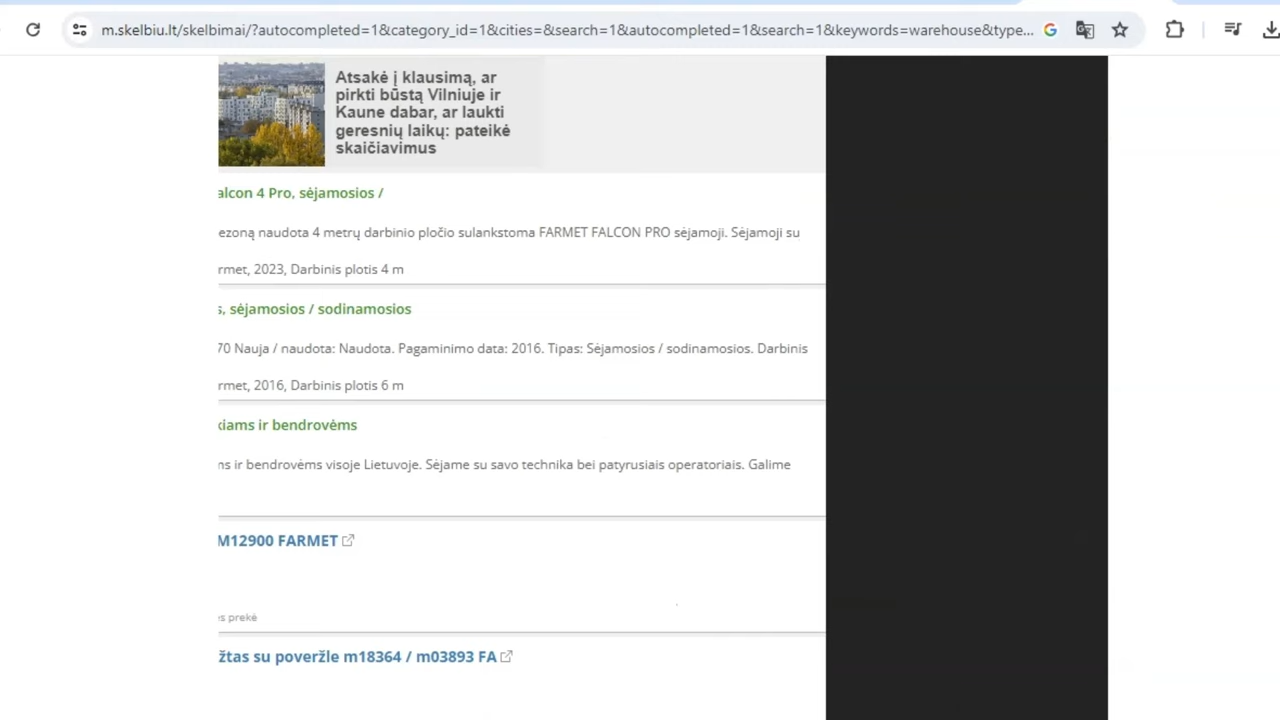 m.skelbiu.lt/skelbimai/?autocompleted=1&category_id=1&cities=&search=1&autocompleted=1&search=1&keywords=warehouse&type...
Atsakė į klausimą, ar
pirkti būstą Vilniuje ir
Kaune dabar, ar laukti
geresnių laikų: pateikė
skaičiavimus
alcon 4 Pro, sėjamosios /
ezoną naudota 4 metrų darbinio pločio sulankstoma FARMET FALCON PRO sėjamoji. Sėjamoji su
rmet, 2023, Darbinis plotis 4 m
s, sėjamosios / sodinamosios
70 Nauja / naudota: Naudota. Pagaminimo data: 2016. Tipas: Sėjamosios / sodinamosios. Darbinis
rmet, 2016, Darbinis plotis 6 m
kiams ir bendrovėms
ms ir bendrovėms visoje Lietuvoje. Sėjame su savo technika bei patyrusiais operatoriais. Galime
M12900 FARMET
s prekė
žtas su poveržle m18364 / m03893 FA